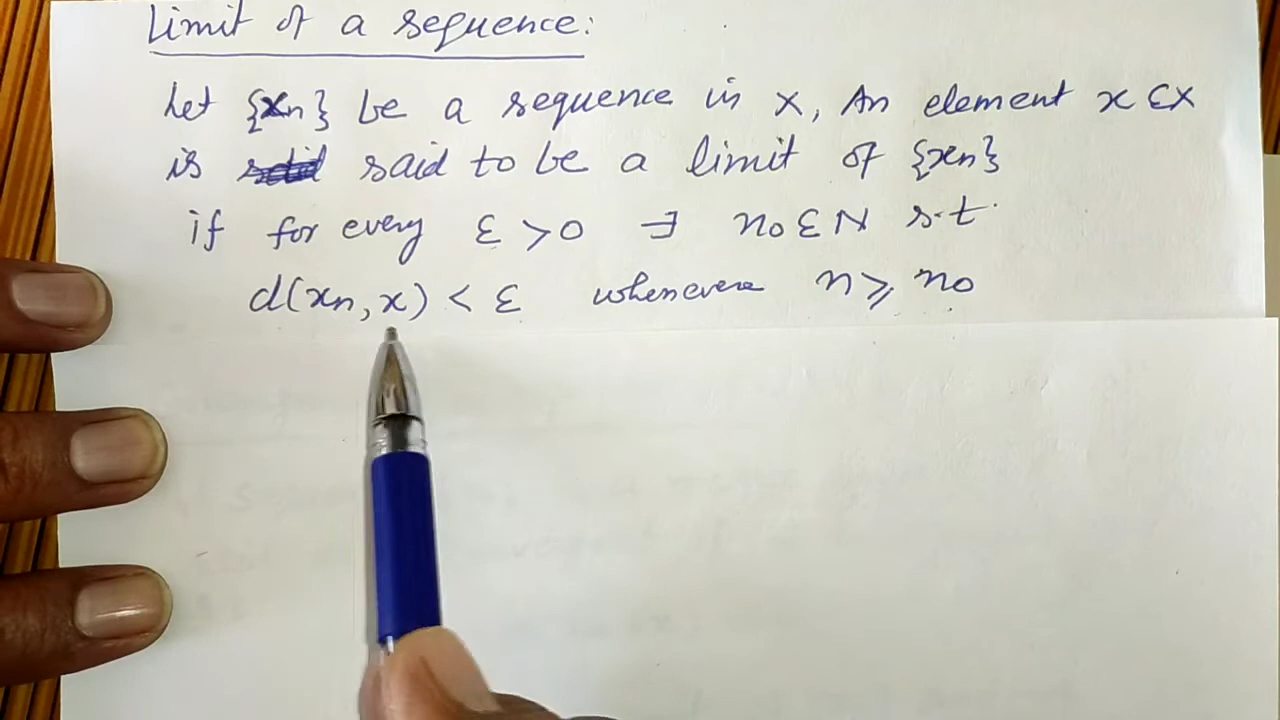 Limit of a sequence:
Let {xn} be a sequence in X, An element x ∈ X
is said to be a limit of {xn}
if for every ε > 0 ∃ n₀ ∈ N s.t.
d(xn, x) < ε whenever n ≥ n₀